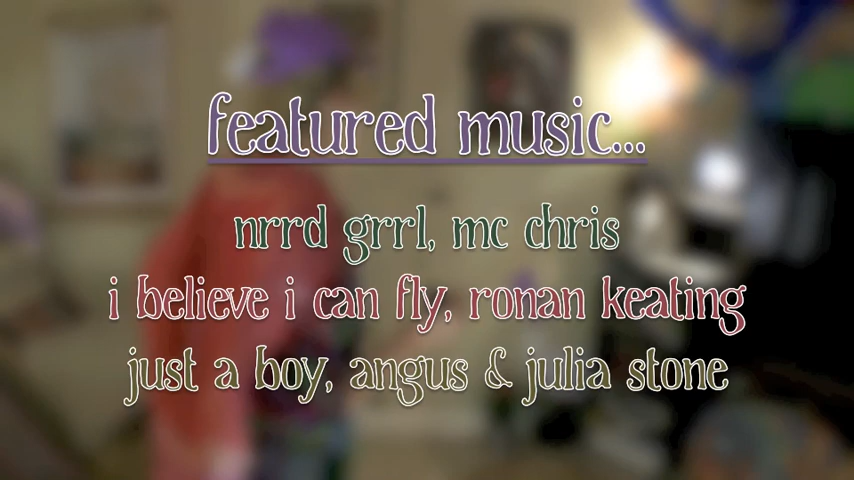 featured music...
nrrd grrl, mc chris
i believe i can fly, ronan keating
just a boy, angus & julia stone